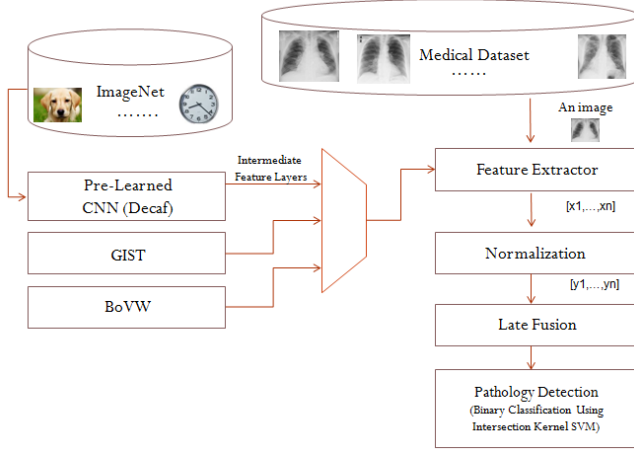 ImageNet
.......
Medical Dataset
......
An image
Pre-Learned
CNN (Decaf)
Intermediate
Feature Layers
Feature Extractor
[x1,...,xn]
GIST
Normalization
[y1,...,yn]
BoVW
Late Fusion
Pathology Detection
(Binary Classification Using
Intersection Kernel SVM)